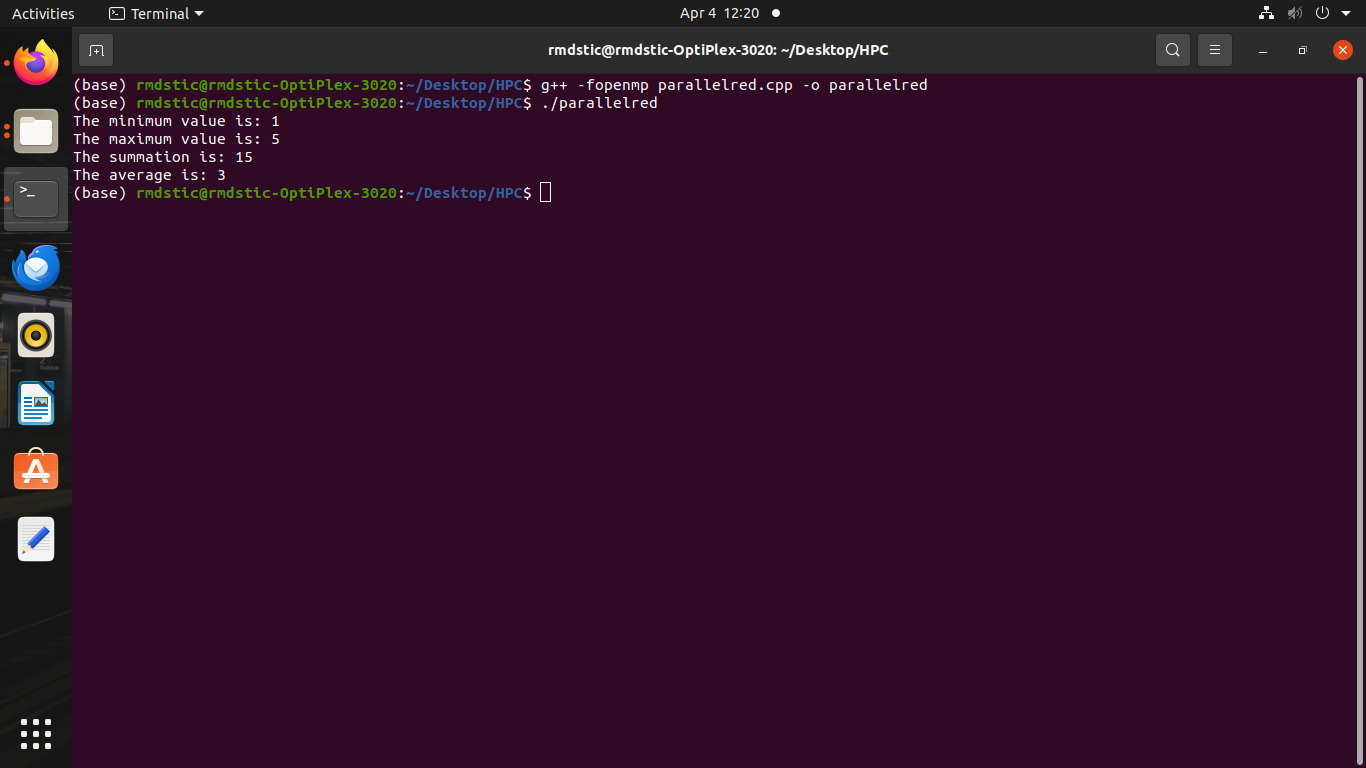 Activities
Terminal
Apr 4 12:20
rmdstic@rmdstic-OptiPlex-3020: ~/Desktop/HPC
(base) rmdstic@rmdstic-OptiPlex-3020:~/Desktop/HPC$ g++ -fopenmp parallelred.cpp -o parallelred
(base) rmdstic@rmdstic-OptiPlex-3020:~/Desktop/HPC$ ./parallelred
The minimum value is: 1
The maximum value is: 5
The summation is: 15
The average is: 3
(base) rmdstic@rmdstic-OptiPlex-3020:~/Desktop/HPC$